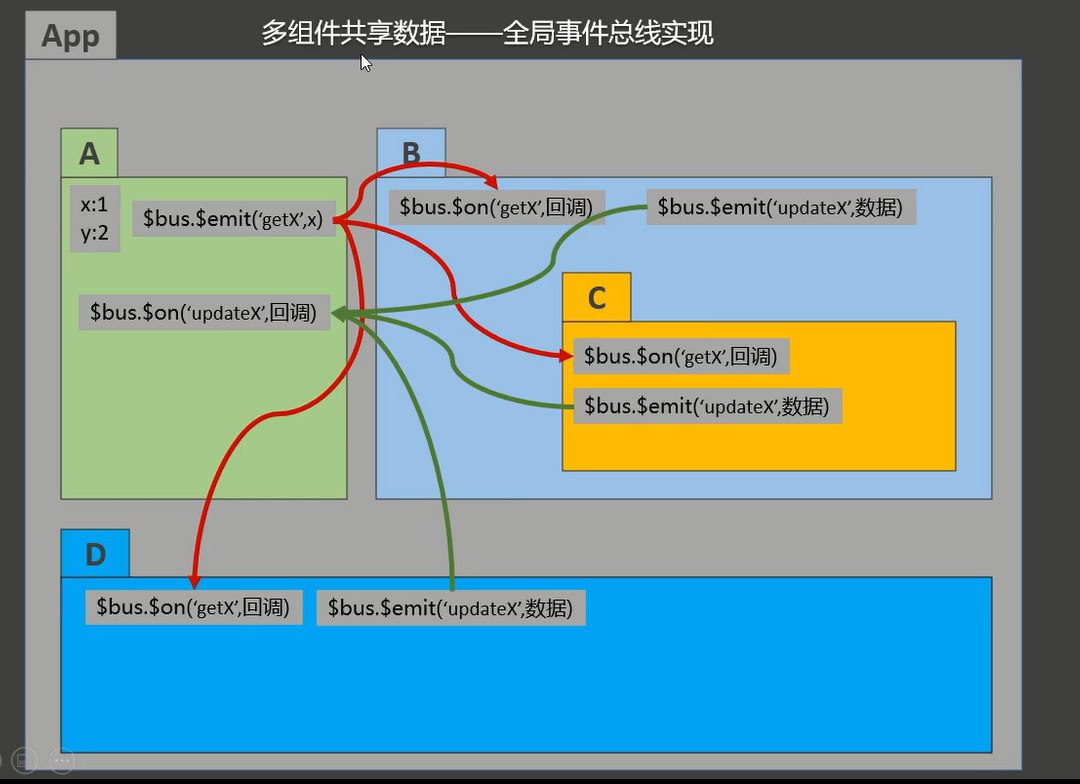 App
多组件共享数据——全局事件总线实现
A
B
x:1
y:2
$bus.$emit(‘getX’,x)
$bus.$on(‘getX’,回调)
$bus.$emit(‘updateX’,数据)
$bus.$on(‘updateX’,回调)
C
$bus.$on(‘getX’,回调)
$bus.$emit(‘updateX’,数据)
D
$bus.$on(‘getX’,回调)
$bus.$emit(‘updateX’,数据)